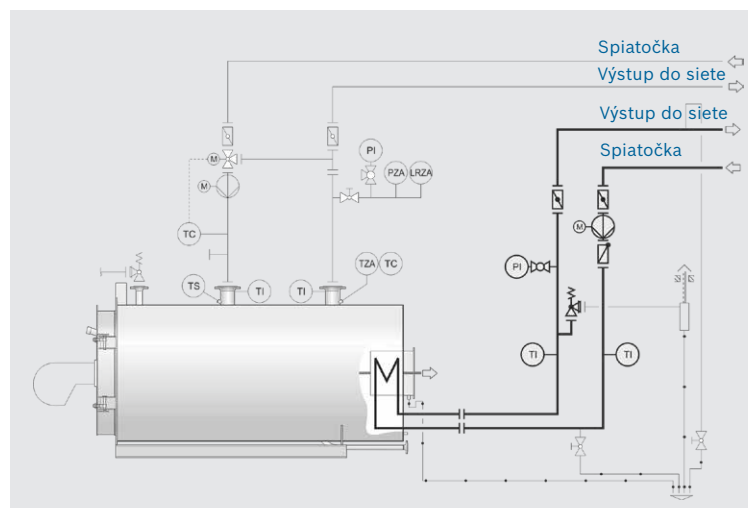 Spiatočka
Výstup do siete
Výstup do siete
Spiatočka
M
PI
M
PZA
LRZA
TC
M
TS
TI
TI
TZA
TC
PI
TI
TI